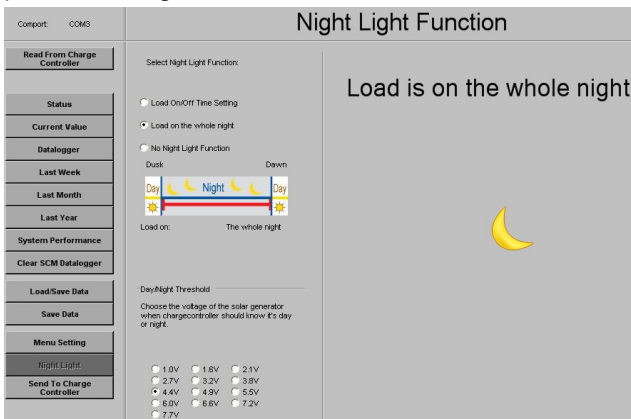 Comport: COM3
Night Light Function
Read From Charge
Controller
Status
Current Value
Datalogger
Last Week
Last Month
Last Year
System Performance
Clear SCM Datalogger
Load/Save Data
Save Data
Menu Setting
Night Light
Send To Charge
Controller
Select Night Light Function:
Load On/Off Time Setting
Load on the whole night
No Night Light Function
Dusk Dawn
Day Night Day
Load on: The whole night
Day/Night Threshold
Choose the voltage of the solar generator
when chargecontroller should know it's day
or night.
1.0V 1.6V 2.1V
2.7V 3.2V 3.8V
4.4V 4.9V 5.5V
6.0V 6.6V 7.2V
7.7V
Load is on the whole night